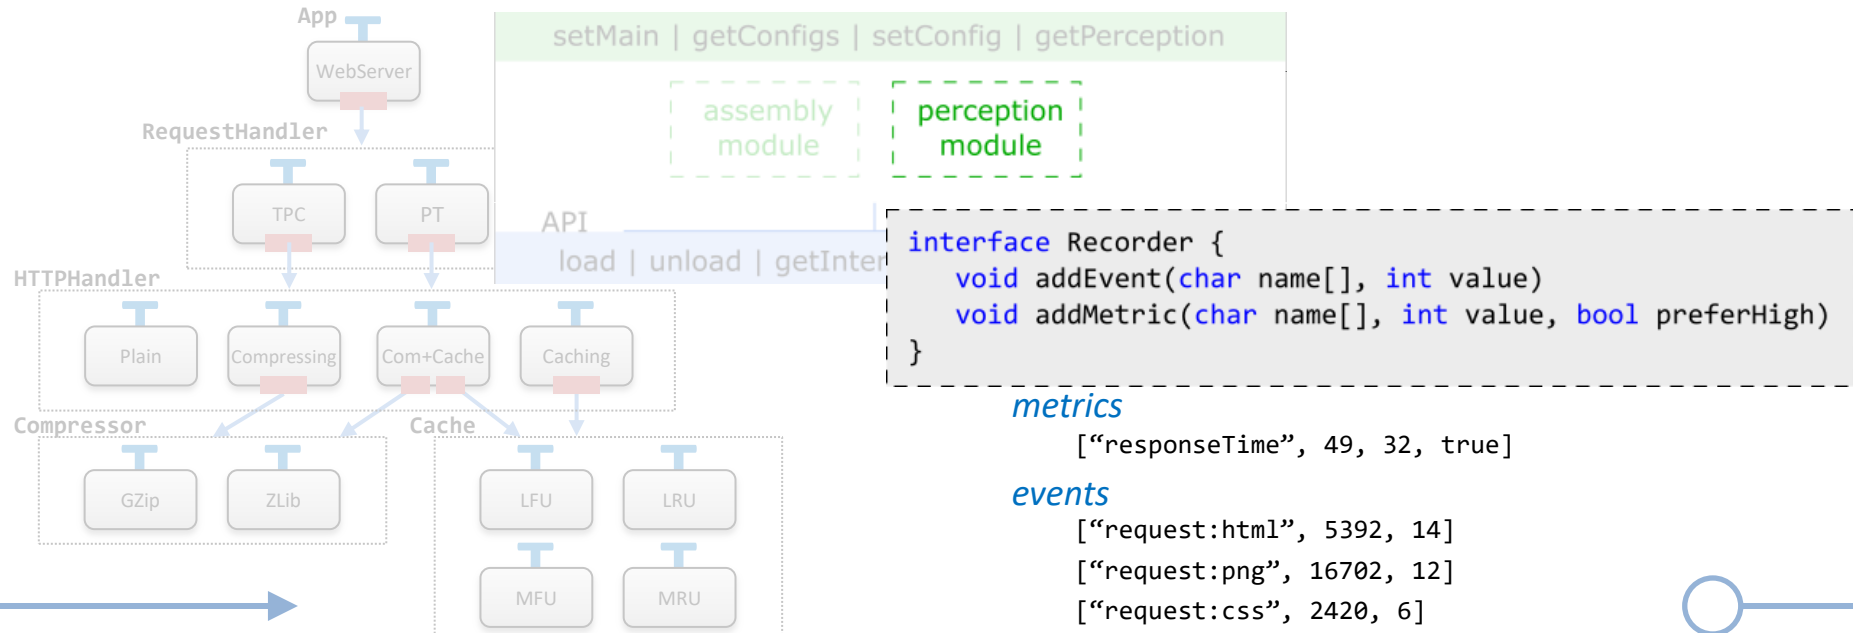 App
WebServer
RequestHandler
TPC
PT
HTTPHandler
Plain
Compressing
Com+Cache
Caching
Compressor
Cache
GZip
ZLib
LFU
LRU
MFU
MRU
setMain | getConfigs | setConfig | getPerception
assembly
module
perception
module
API
load | unload | getInter
interface Recorder {
void addEvent(char name[], int value)
void addMetric(char name[], int value, bool preferHigh)
}
metrics
[“responseTime”, 49, 32, true]
events
[“request:html”, 5392, 14]
[“request:png”, 16702, 12]
[“request:css”, 2420, 6]